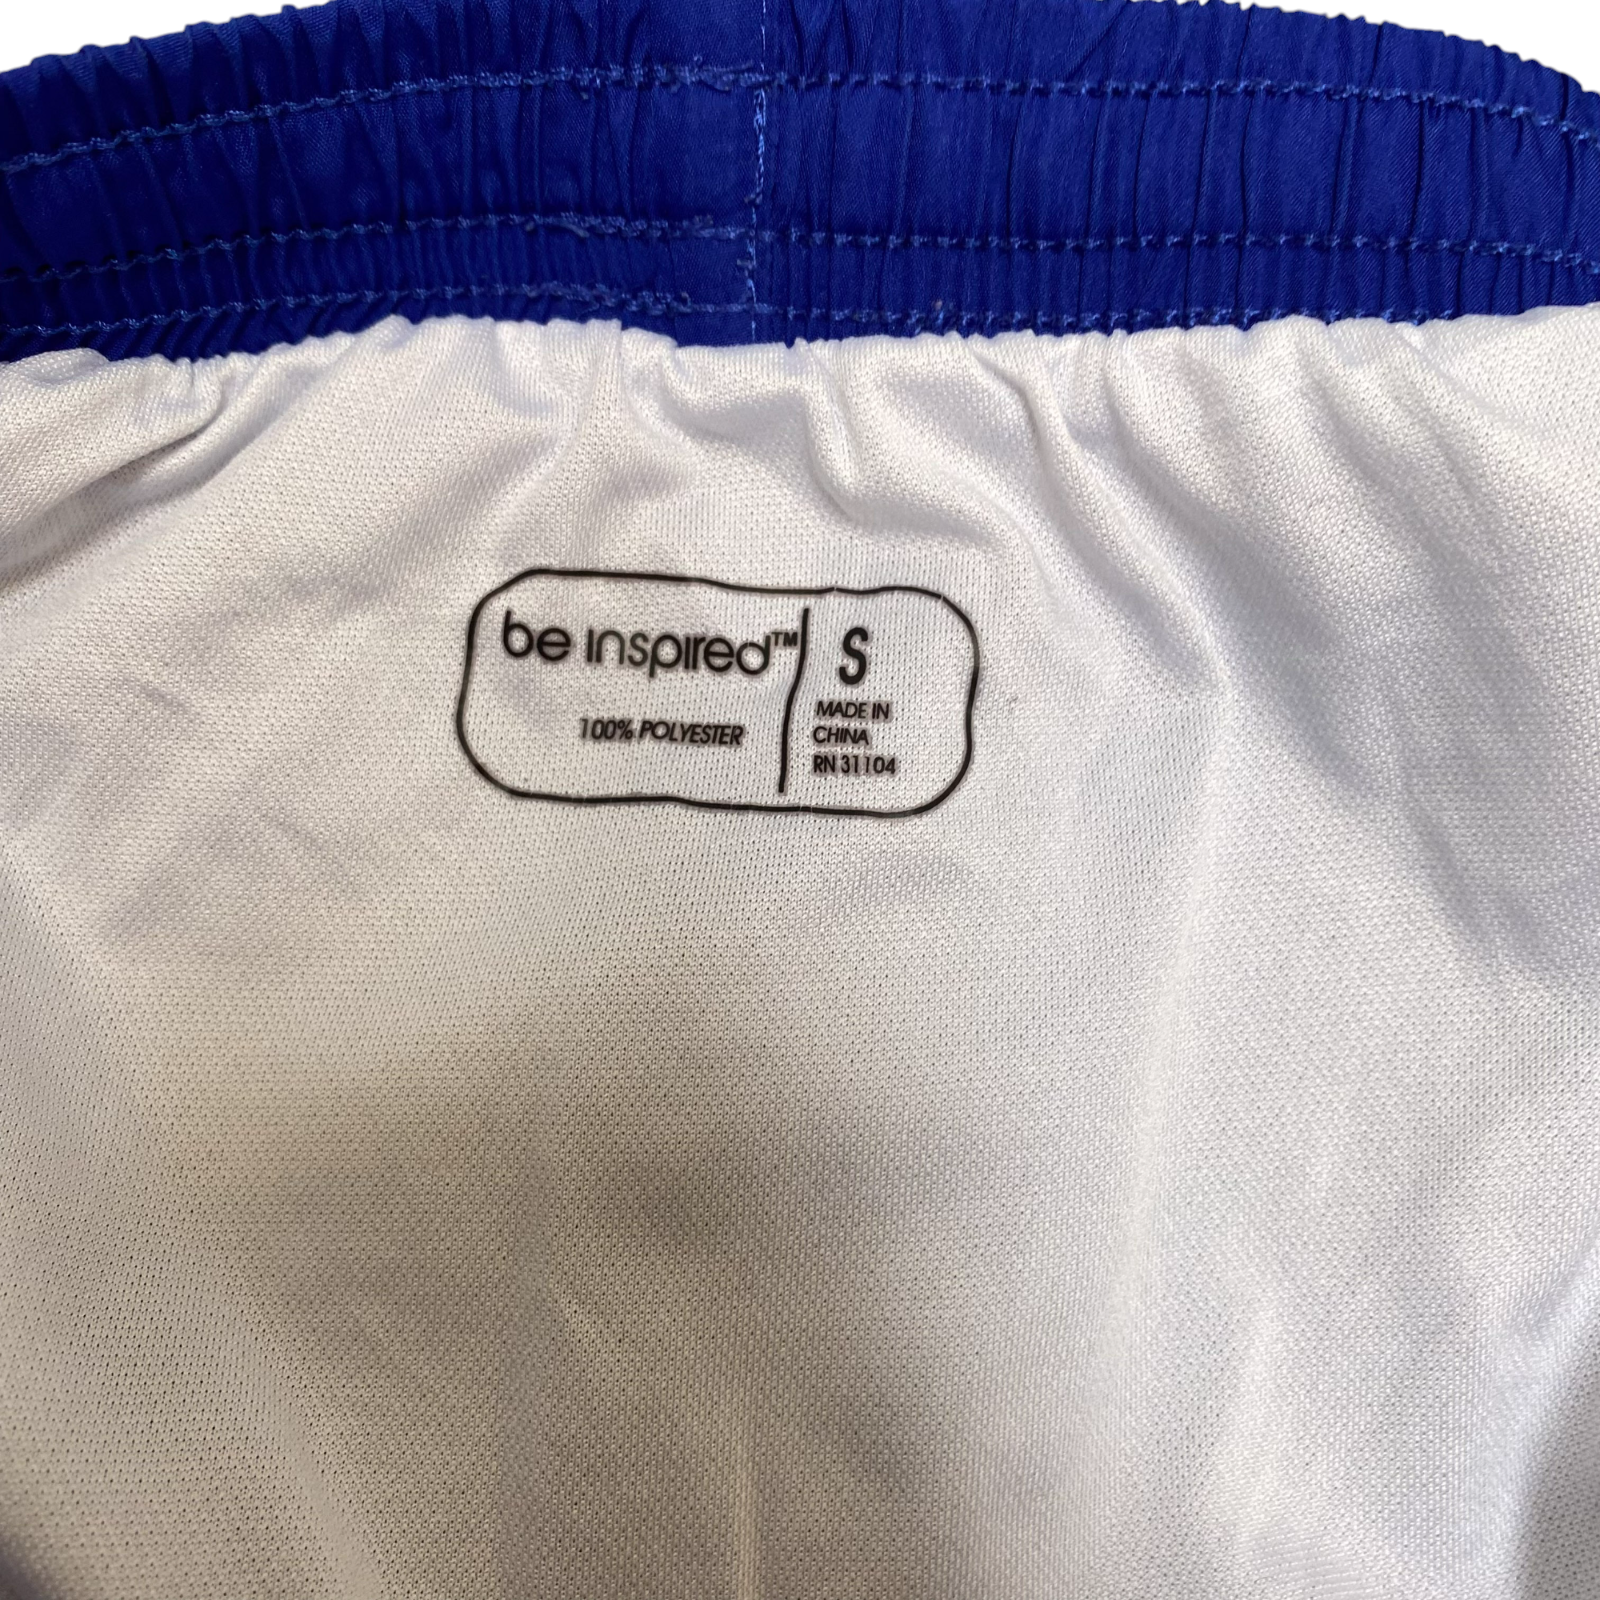 be inspired™
100% POLYESTER
S
MADE IN
CHINA
RN 31104